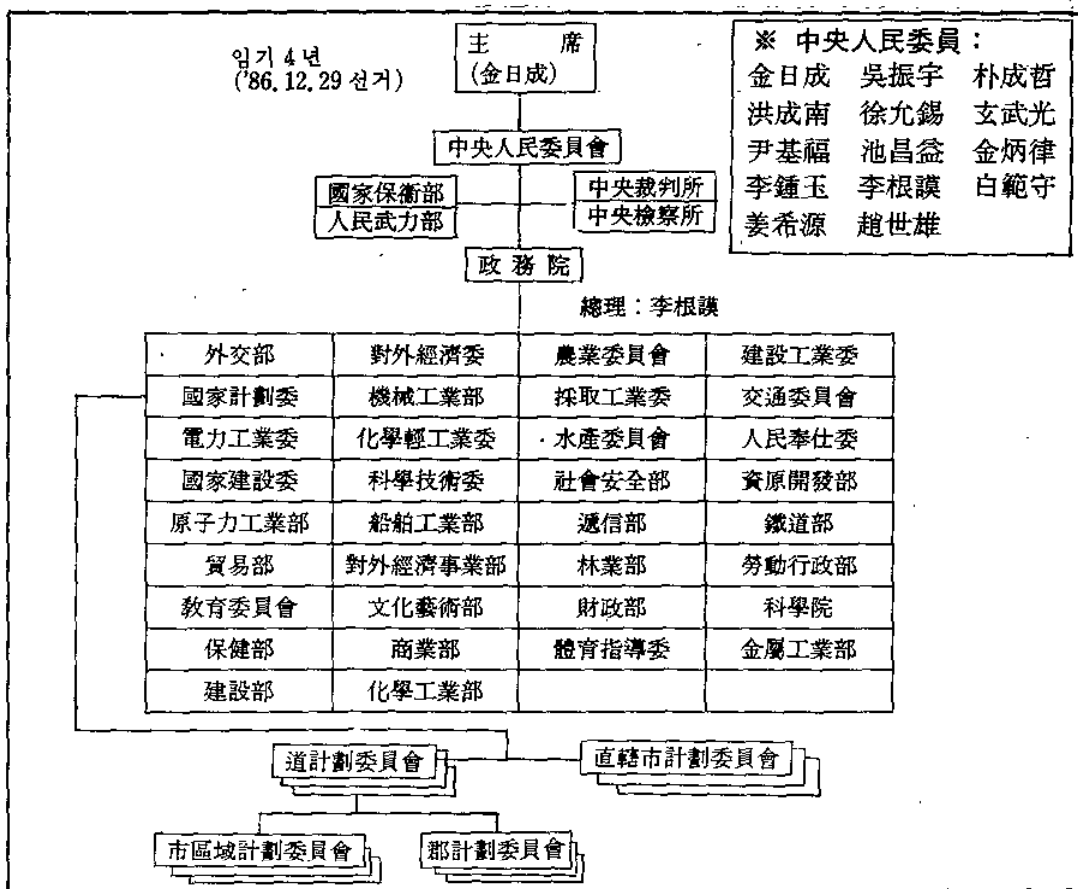 임기 4년
('86. 12. 29 선거)
主 席
(金日成)
※ 中央人民委員 :
金日成 吳振宇 朴成哲
洪成南 徐允錫 玄武光
尹基福 池昌益 金炳律
李鍾玉 李根謨 白範守
姜希源 趙世雄
中央人民委員會
國家保衞部
人民武力部
中央裁判所
中央檢察所
政務院
總理 : 李根謨
外交部 對外經濟委 農業委員會 建設工業委
國家計劃委 機械工業部 採取工業委 交通委員會
電力工業委 化學輕工業委 水產委員會 人民奉仕委
國家建設委 科學技術委 社會安全部 資原開發部
原子力工業部 船舶工業部 遞信部 鐵道部
貿易部 對外經濟事業部 林業部 勞動行政部
敎育委員會 文化藝術部 財政部 科學院
保健部 商業部 體育指導委 金屬工業部
建設部 化學工業部
道計劃委員會 直轄市計劃委員會
市區域計劃委員會 郡計劃委員會